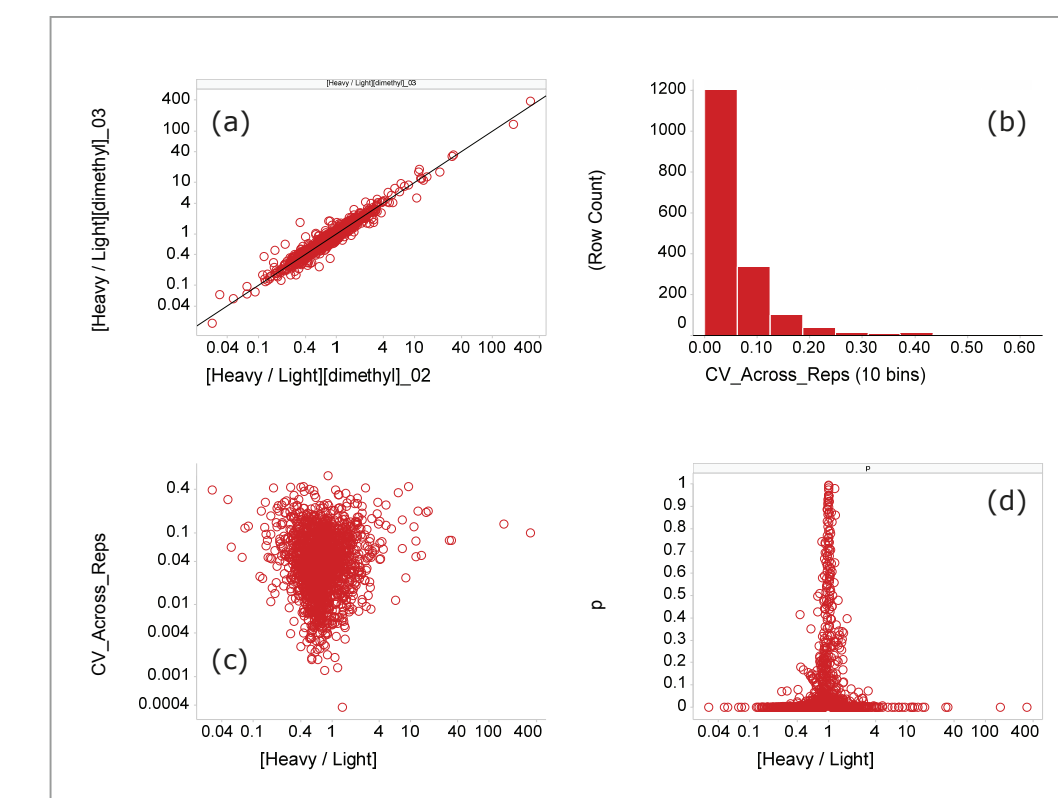 [Heavy / Light][dimethyl]_03
[Heavy / Light][dimethyl]_03
(a)
400
100
40
10
4
1
0.4
0.1
0.04
0.04 0.1 0.4 1 4 10 40 100 400
[Heavy / Light][dimethyl]_02
(b)
(Row Count)
1200
1000
800
600
400
200
0
0.00 0.10 0.20 0.30 0.40 0.50 0.60
CV_Across_Reps (10 bins)
(c)
CV_Across_Reps
0.4
0.1
0.04
0.01
0.004
0.001
0.0004
0.04 0.1 0.4 1 4 10 40 100 400
[Heavy / Light]
p
(d)
p
1
0.9
0.8
0.7
0.6
0.5
0.4
0.3
0.2
0.1
0
0.04 0.1 0.4 1 4 10 40 100 400
[Heavy / Light]